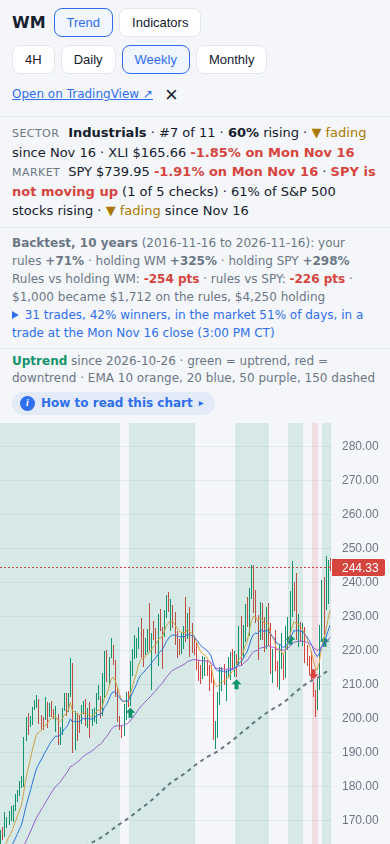 WM Trend Indicators
4H Daily Weekly Monthly
Open on TradingView ↗ ✕
SECTOR Industrials · #7 of 11 · 60% rising · ▼ fading
since Nov 16 · XLI $165.66 -1.85% on Mon Nov 16
MARKET SPY $739.95 -1.91% on Mon Nov 16 · SPY is
not moving up (1 of 5 checks) · 61% of S&P 500
stocks rising · ▼ fading since Nov 16
Backtest, 10 years (2016-11-16 to 2026-11-16): your
rules +71% · holding WM +325% · holding SPY +298%
Rules vs holding WM: -254 pts · rules vs SPY: -226 pts ·
$1,000 became $1,712 on the rules, $4,250 holding
▶ 31 trades, 42% winners, in the market 51% of days, in a
trade at the Mon Nov 16 close (3:00 PM CT)
Uptrend since 2026-10-26 · green = uptrend, red =
downtrend · EMA 10 orange, 20 blue, 50 purple, 150 dashed
i How to read this chart ▸
280.00
270.00
260.00
250.00
244.33
240.00
230.00
220.00
210.00
200.00
190.00
180.00
170.00